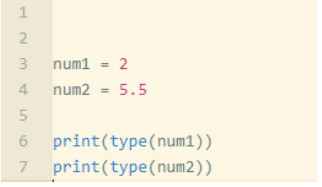 1
2
3 num1 = 2
4 num2 = 5.5
5
6 print(type(num1))
7 print(type(num2))